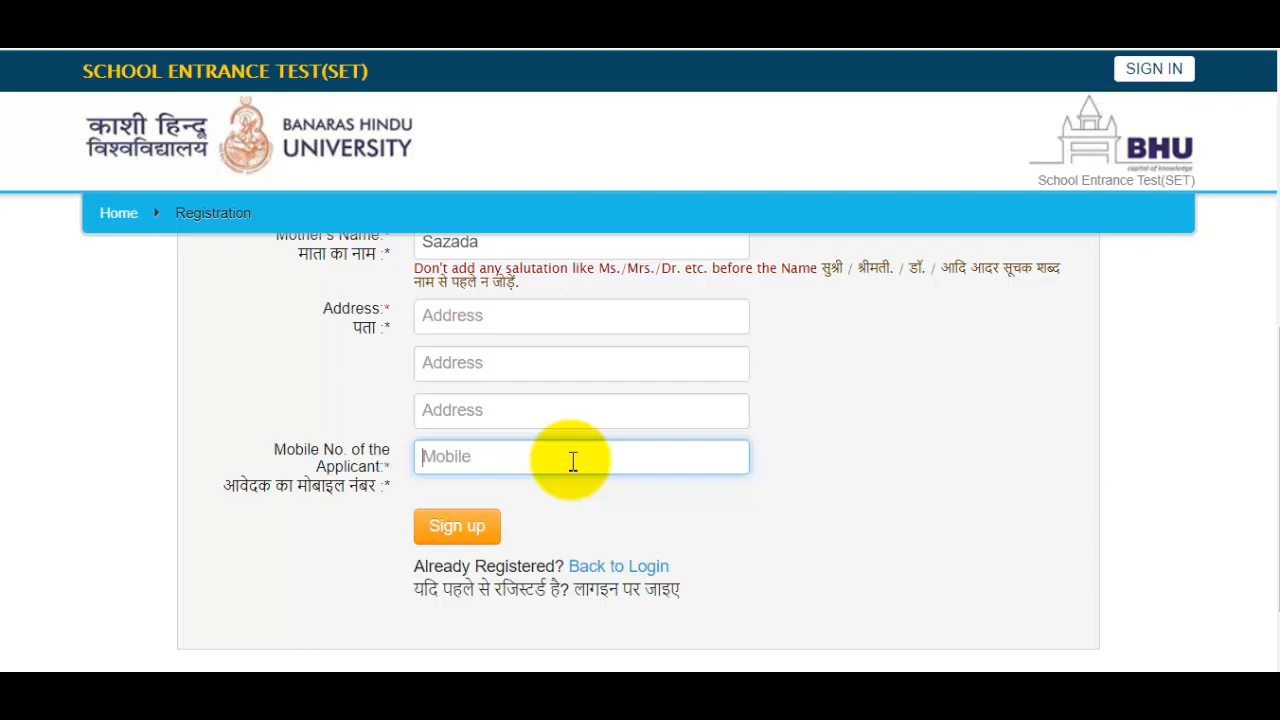 SCHOOL ENTRANCE TEST(SET)
SIGN IN
काशी हिन्दू
विश्वविद्यालय
BANARAS HINDU
UNIVERSITY
BHU
capital of knowledge
School Entrance Test(SET)
Home
Registration
Mother's Name:*
माता का नाम :*
Sazada
Don't add any salutation like Ms./Mrs./Dr. etc. before the Name सुश्री / श्रीमती. / डॉ. / आदि आदर सूचक शब्द
नाम से पहले न जोड़ें.
Address:*
पता :*
Address
Address
Address
Mobile No. of the
Applicant:*
आवेदक का मोबाइल नंबर :*
Mobile
Sign up
Already Registered? Back to Login
यदि पहले से रजिस्टर्ड है? लागइन पर जाइए